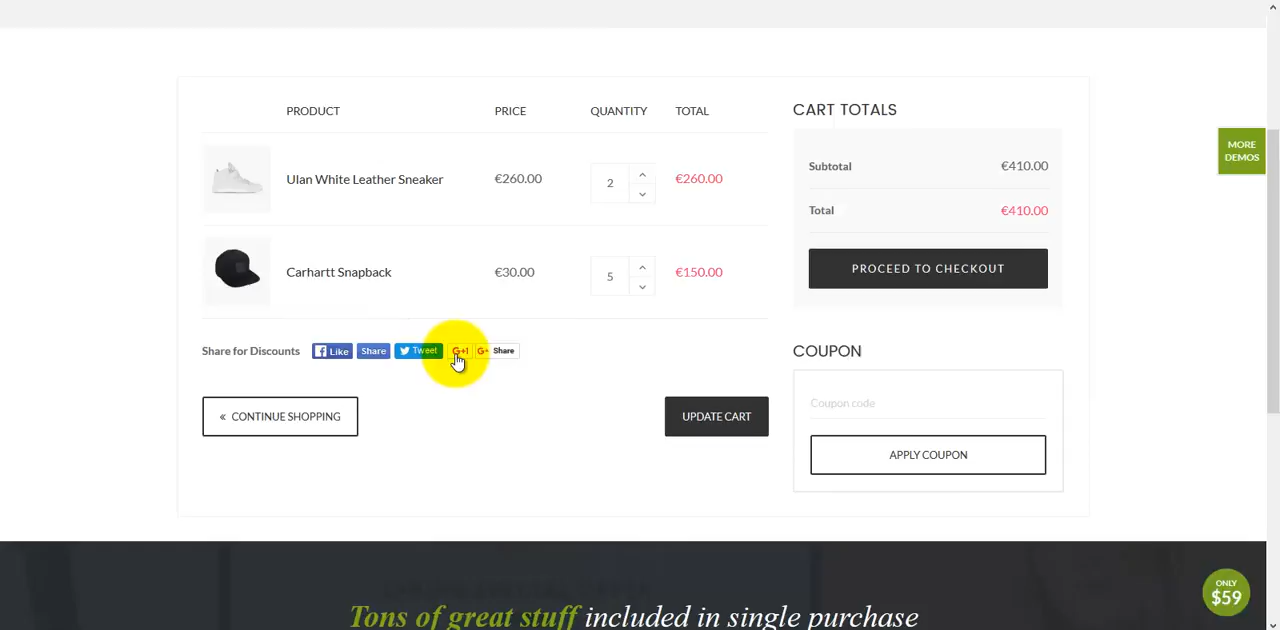 PRODUCT PRICE QUANTITY TOTAL
Ulan White Leather Sneaker €260.00 2 €260.00
Carhartt Snapback €30.00 5 €150.00
Share for Discounts Like Share Tweet G+1 G+ Share
« CONTINUE SHOPPING UPDATE CART
CART TOTALS
Subtotal €410.00
Total €410.00
PROCEED TO CHECKOUT
COUPON
Coupon code
APPLY COUPON
MORE
DEMOS
Tons of great stuff included in single purchase
ONLY
$59